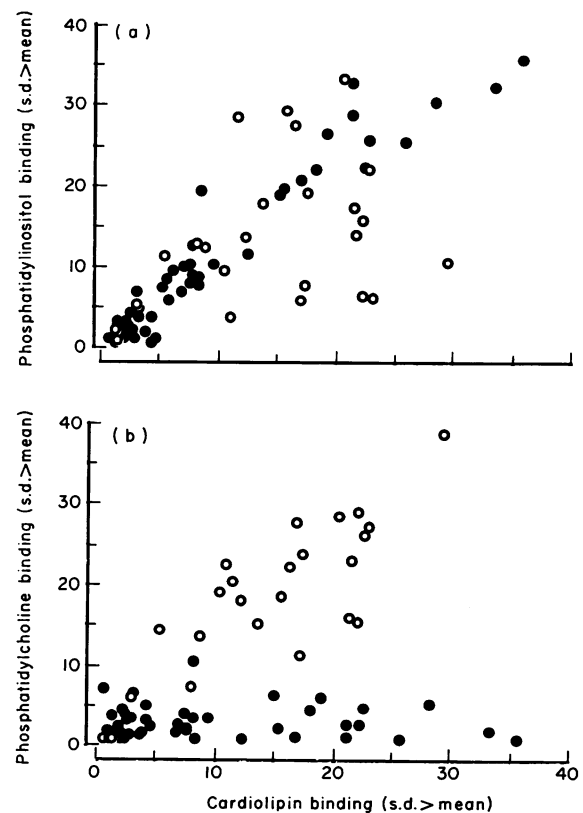 Phosphatidylinositol binding (s.d.>mean)
(a)
40
30
20
10
0
Phosphatidylcholine binding (s.d.>mean)
(b)
40
30
20
10
0
0 10 20 30 40
Cardiolipin binding (s.d.>mean)